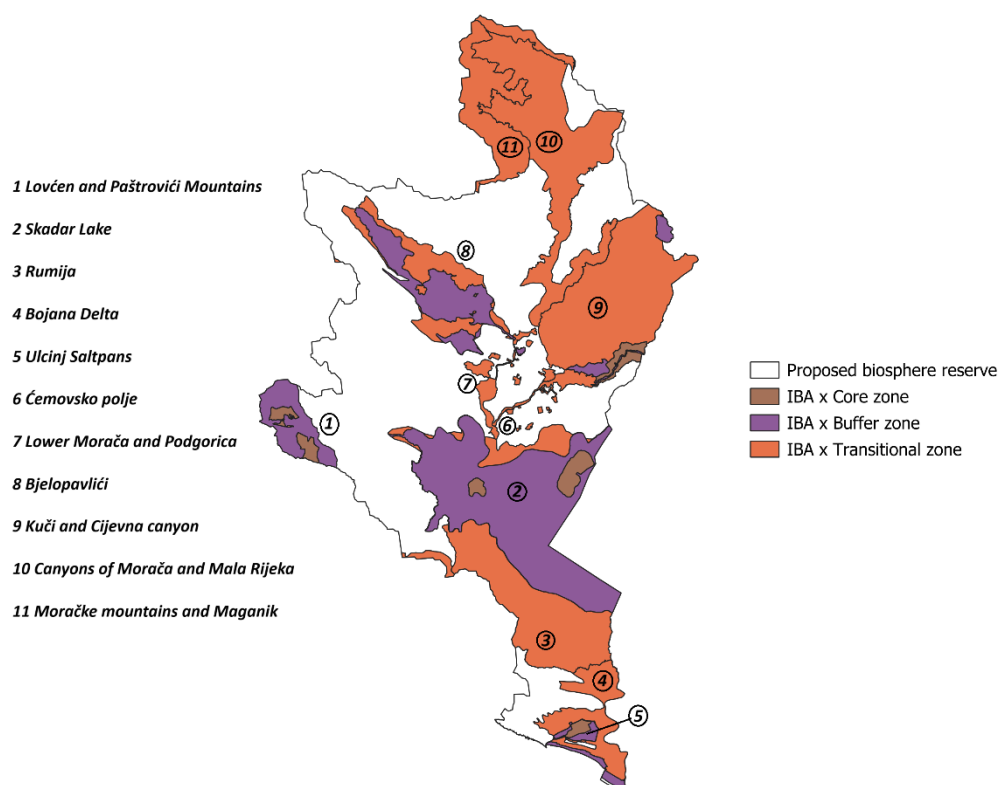 1 Lovćen and Paštrovići Mountains
2 Skadar Lake
3 Rumija
4 Bojana Delta
5 Ulcinj Saltpans
6 Ćemovsko polje
7 Lower Morača and Podgorica
8 Bjelopavlići
9 Kuči and Cijevna canyon
10 Canyons of Morača and Mala Rijeka
11 Moračke mountains and Maganik
11
10
8
9
7
1
6
2
3
4
5
Proposed biosphere reserve
IBA x Core zone
IBA x Buffer zone
IBA x Transitional zone